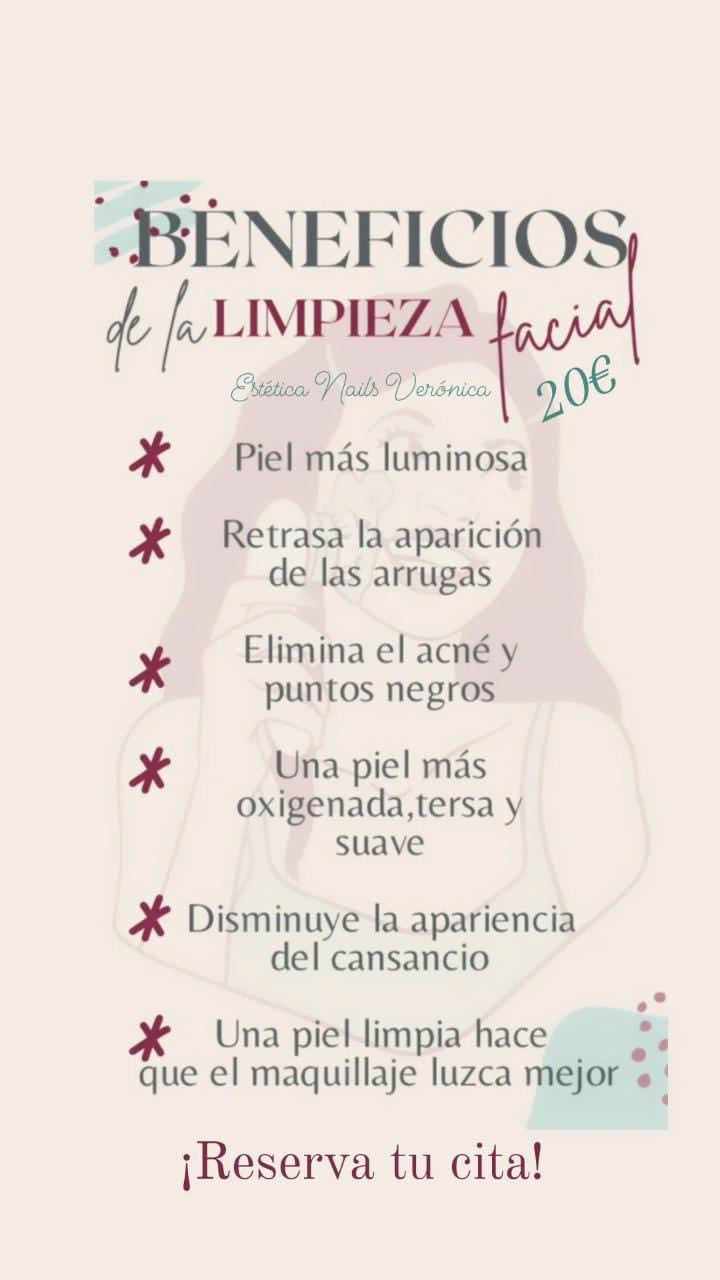 BENEFICIOS
de la LIMPIEZA facial
Estética Nails Verónica 20€
Piel más luminosa
Retrasa la aparición
de las arrugas
Elimina el acné y
puntos negros
Una piel más
oxigenada,tersa y
suave
Disminuye la apariencia
del cansancio
Una piel limpia hace
que el maquillaje luzca mejor
¡Reserva tu cita!